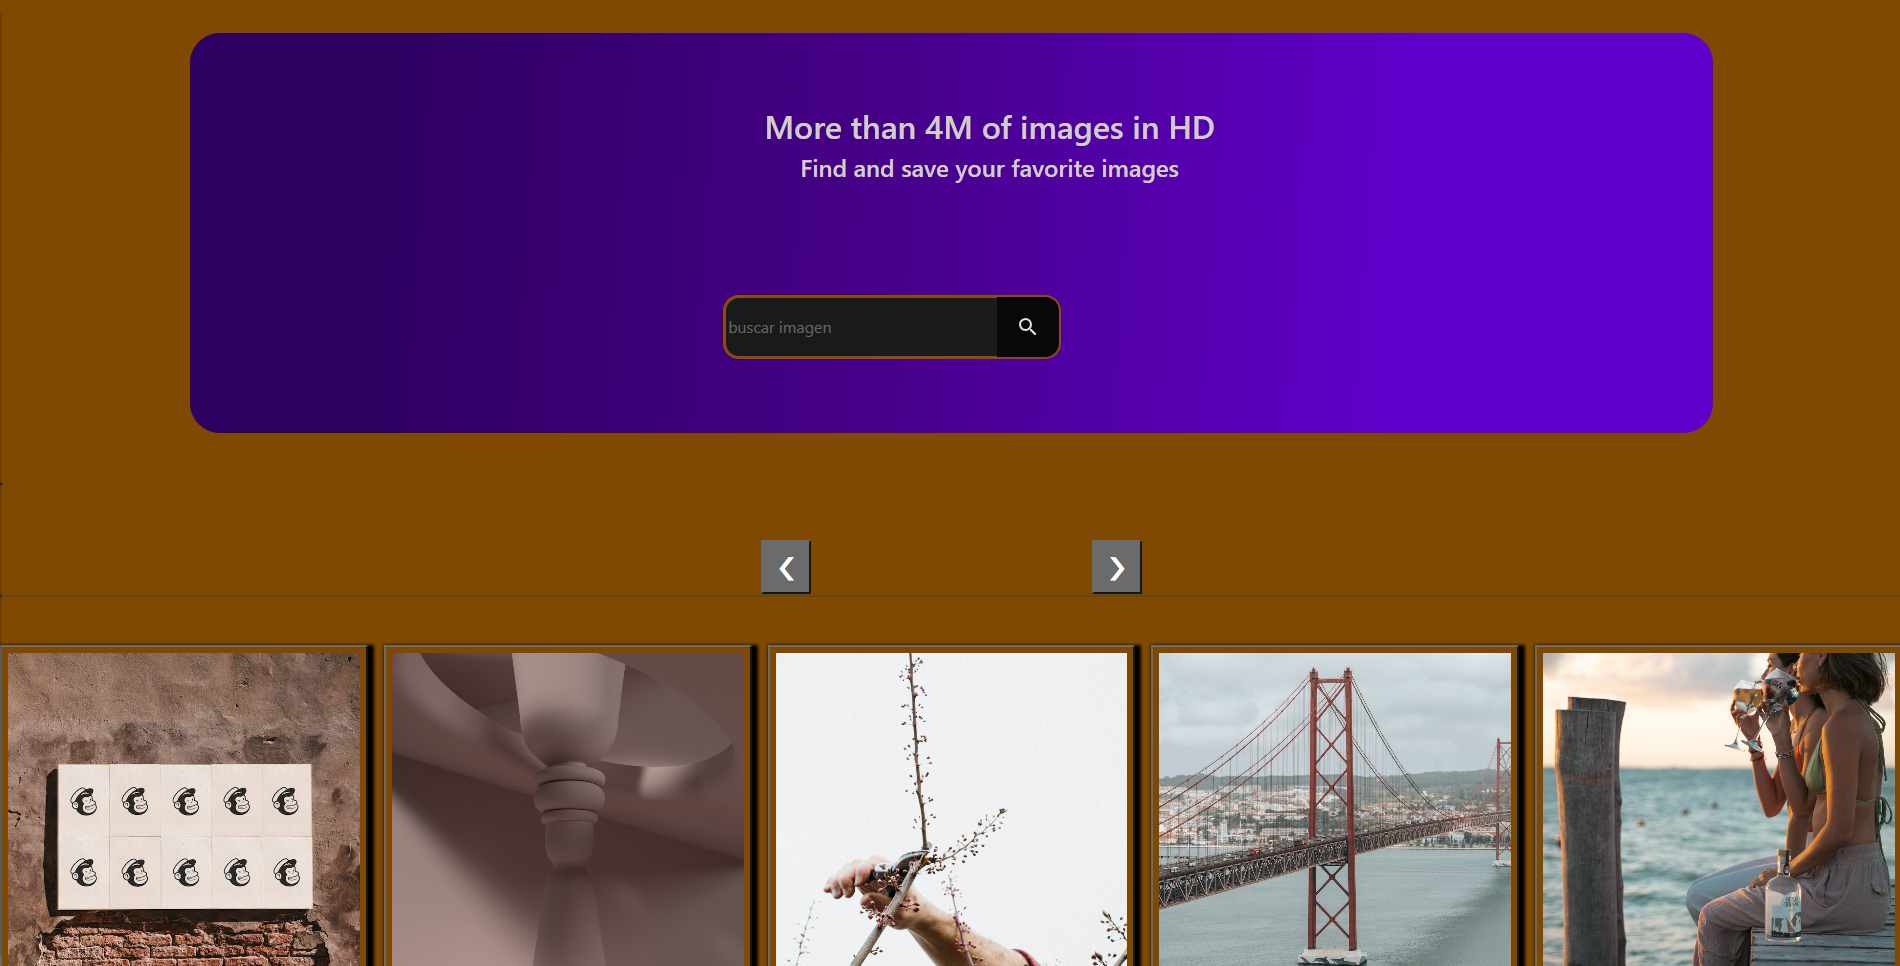 More than 4M of images in HD
Find and save your favorite images
buscar imagen
❮ ❯